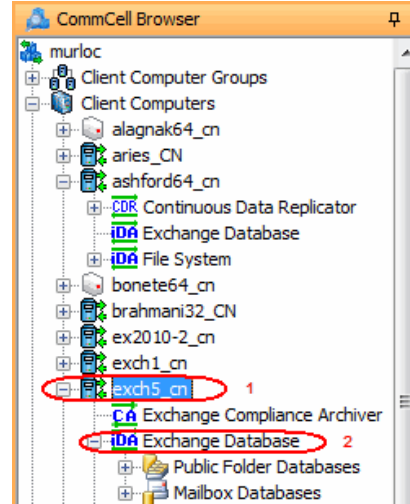 CommCell Browser
murloc
Client Computer Groups
Client Computers
alagnak64_cn
aries_CN
ashford64_cn
CDR Continuous Data Replicator
iDA Exchange Database
iDA File System
bonete64_cn
brahmani32_CN
ex2010-2_cn
exch1_cn
exch5_cn 1
CA Exchange Compliance Archiver
iDA Exchange Database 2
Public Folder Databases
Mailbox Databases